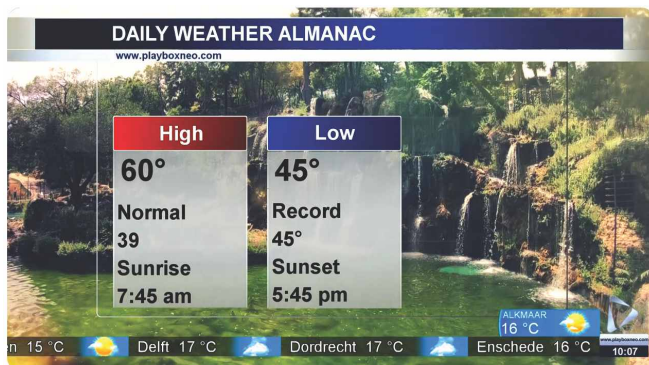 DAILY WEATHER ALMANAC
www.playboxneo.com
High
60°
Normal
39
Sunrise
7:45 am
Low
45°
Record
45°
Sunset
5:45 pm
ALKMAAR
16 °C
www.playboxneo.com
n 15 °C Delft 17 °C Dordrecht 17 °C Enschede 16 °C
10:07